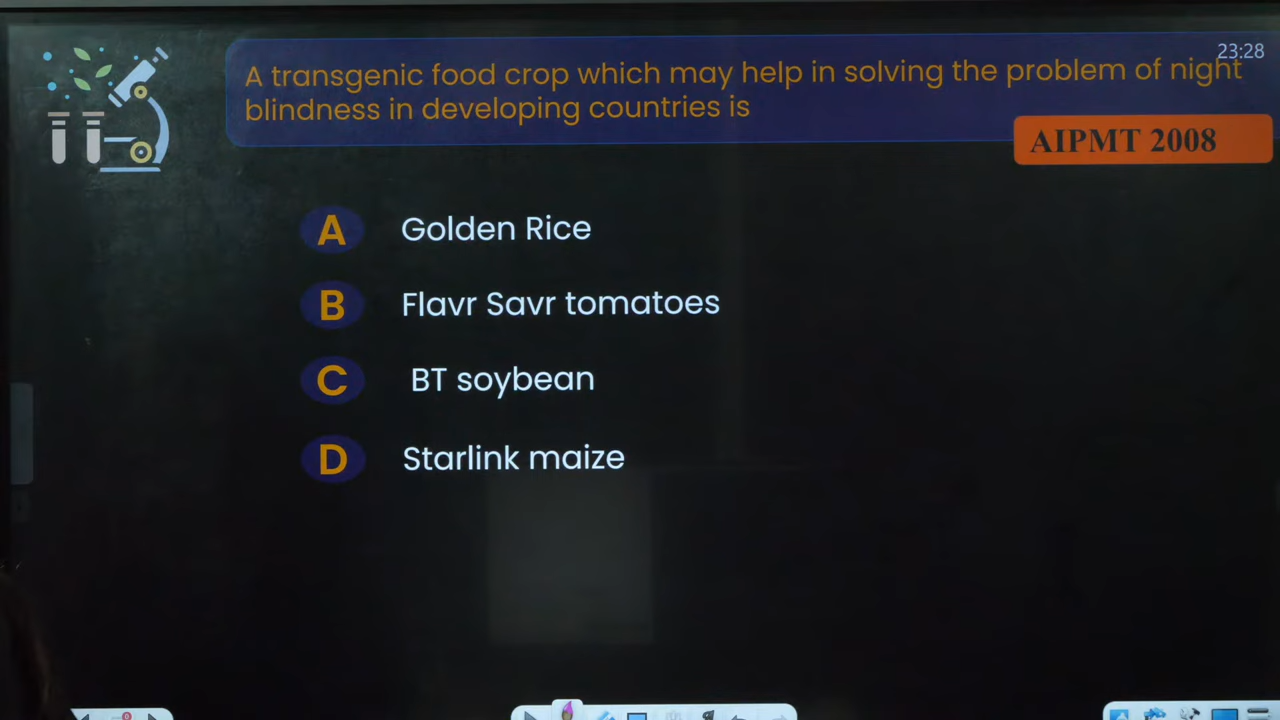 23:28
A transgenic food crop which may help in solving the problem of night
blindness in developing countries is
AIPMT 2008
A Golden Rice
B Flavr Savr tomatoes
C BT soybean
D Starlink maize